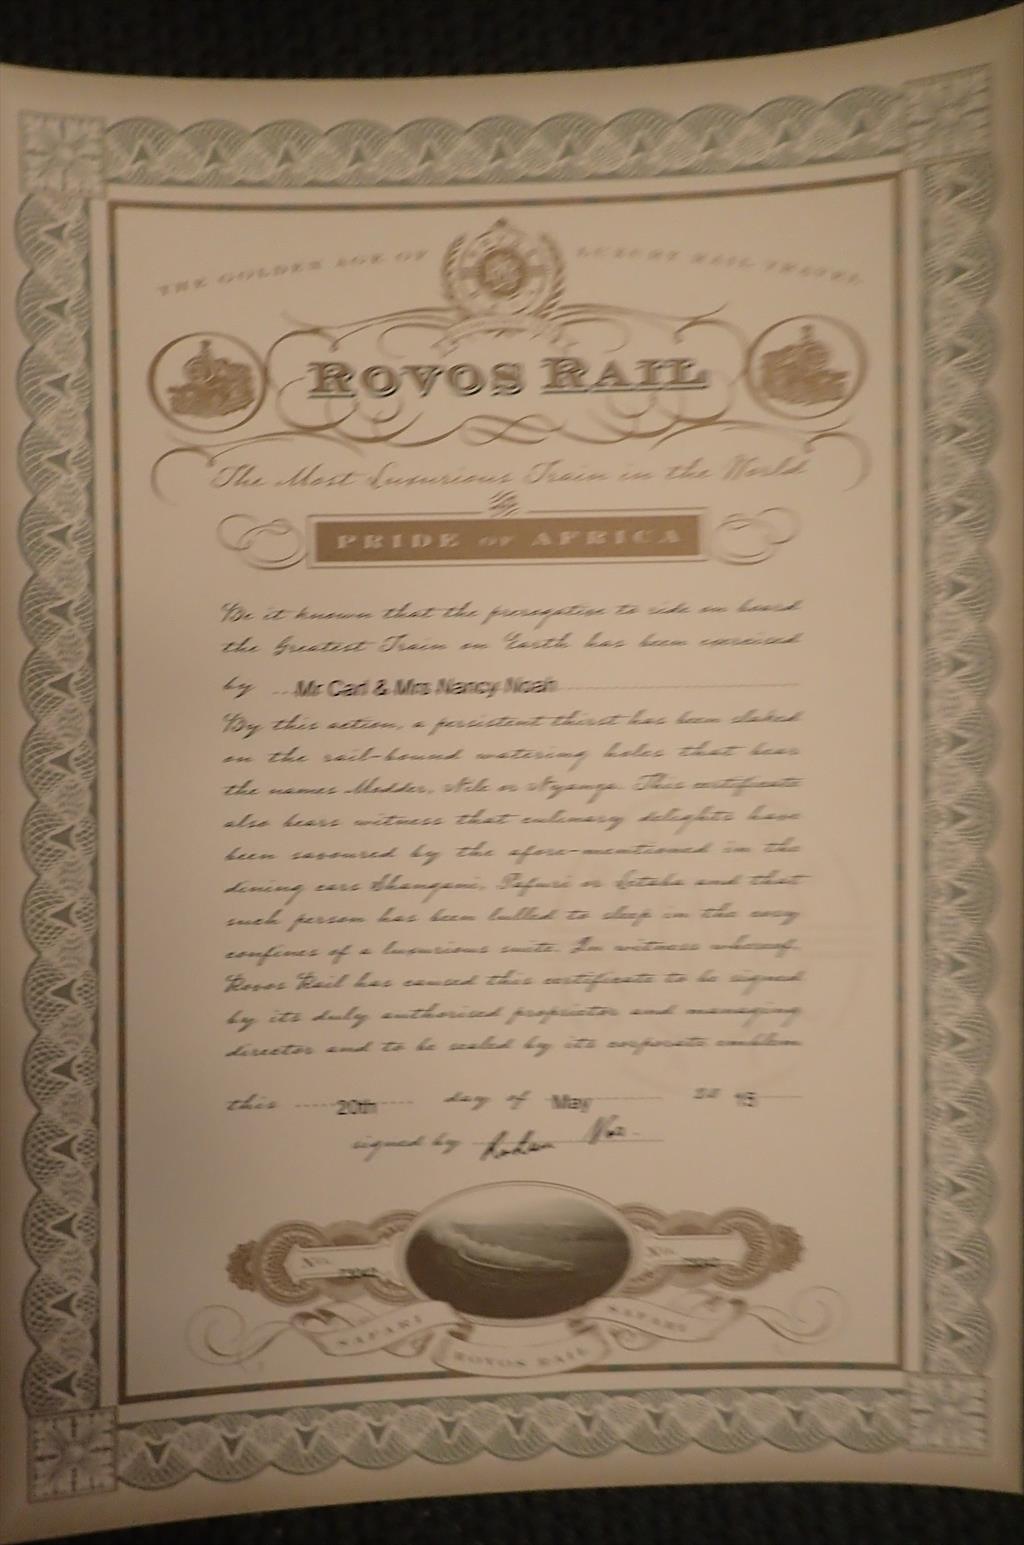 THE GOLDEN AGE OF LUXURY RAIL TRAVEL
ROVOS RAIL
The Most Luxurious Train in the World
PRIDE OF AFRICA
Be it known that the prerogative to ride on board
the Greatest Train on Earth has been exercised
by Mr Carl & Mrs Nancy Noah
By this action, a persistent thirst has been slaked
on the rail-bound watering holes that bear
the names Modder, Nile or Nyanga. This certificate
also bears witness that culinary delights have
been savoured by the afore-mentioned in the
dining cars Shangani, Pafuri or Letaba and that
such person has been lulled to sleep in the cosy
confines of a luxurious suite. In witness whereof,
Rovos Rail has caused this certificate to be signed
by its duly authorised proprietor and managing
director and to be sealed by its corporate emblem
this 20th day of May 15
signed by Rohan Vos
No. No.
SAFARI SAFARI
ROVOS RAIL